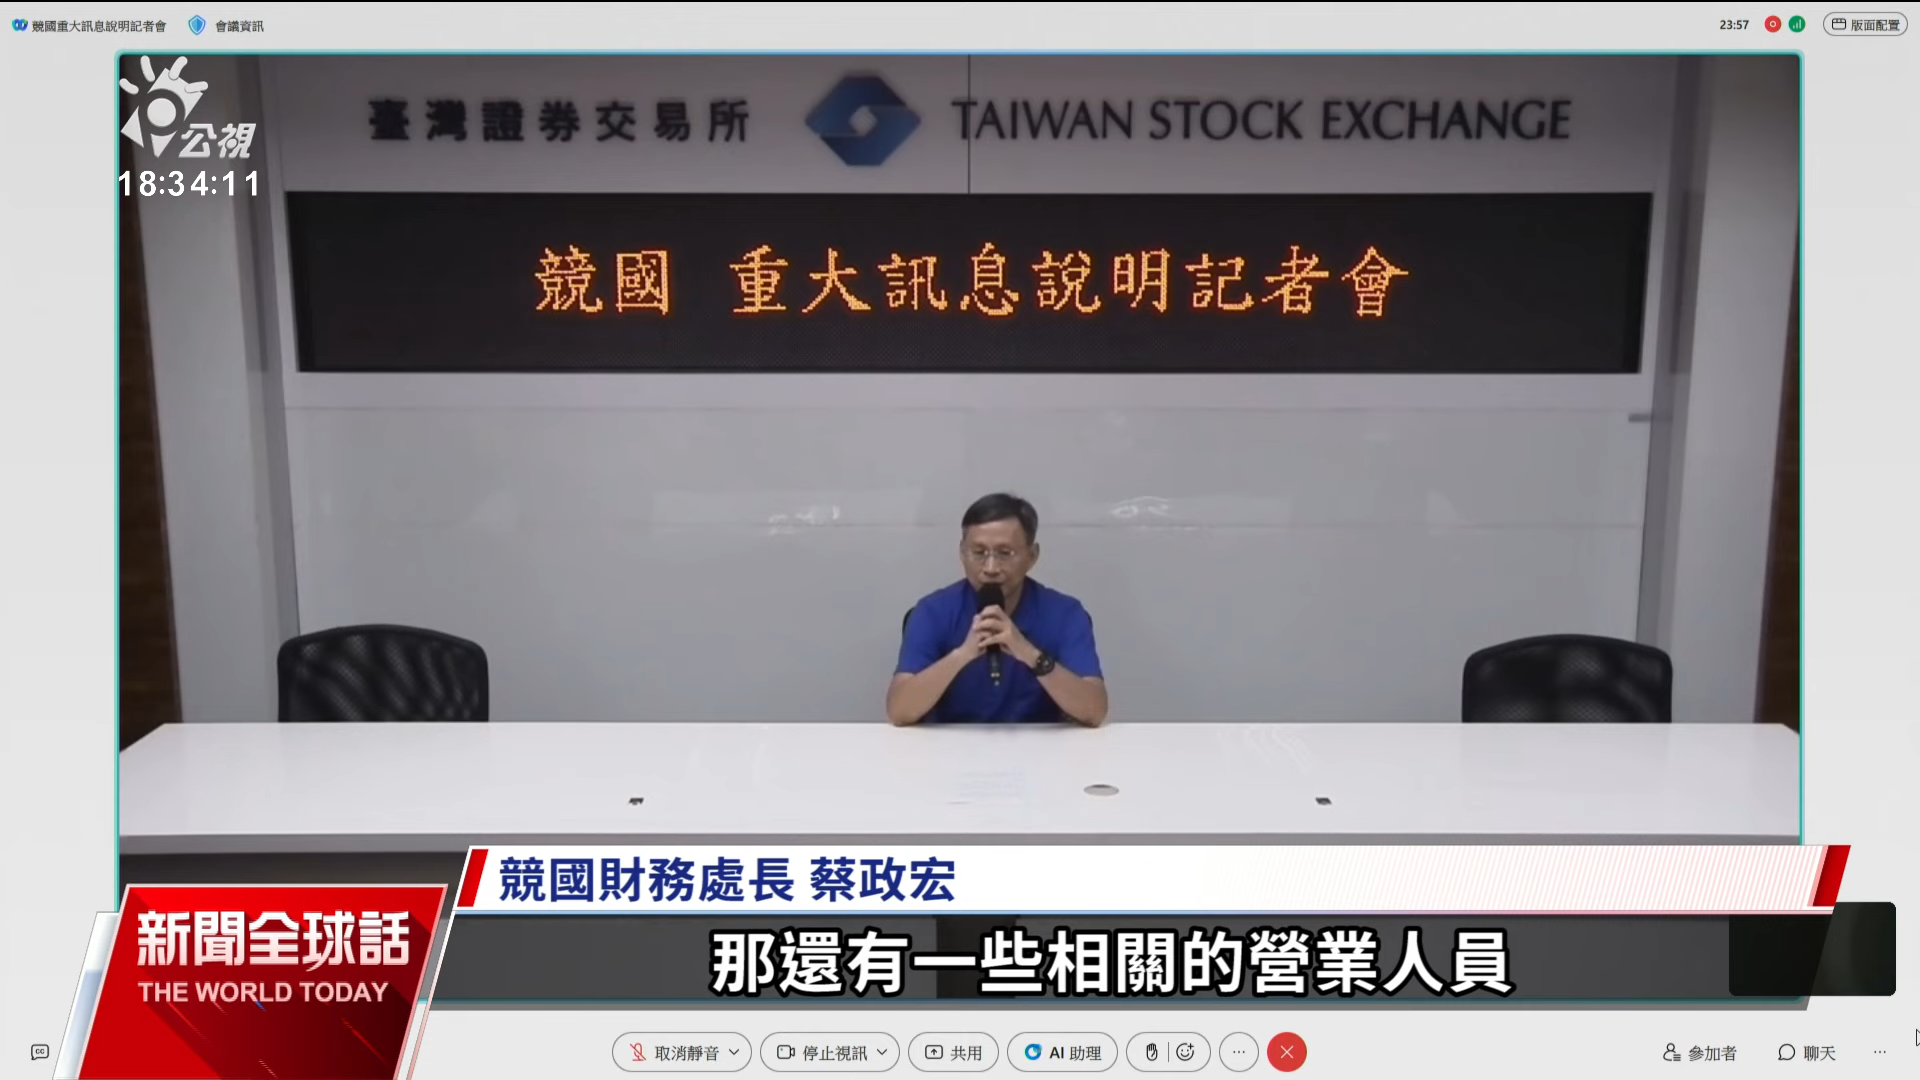 競國重大訊息說明記者會
會議資訊
23:57
版面配置
公視
18:34:11
臺灣證券交易所
TAIWAN STOCK EXCHANGE
競國 重大訊息說明記者會
競國財務處長 蔡政宏
新聞全球話
THE WORLD TODAY
那還有一些相關的營業人員
CC
取消靜音
停止視訊
共用
AI 助理
參加者
聊天